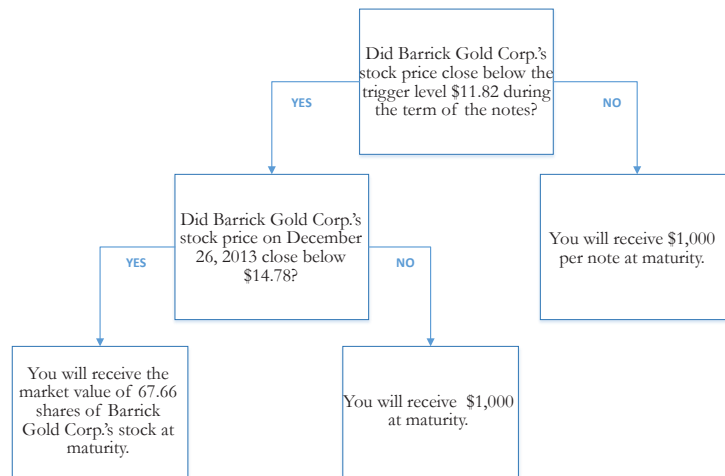 Did Barrick Gold Corp.'s
stock price close below the
trigger level $11.82 during
the term of the notes?
YES
NO
Did Barrick Gold Corp.'s
stock price on December
26, 2013 close below
$14.78?
You will receive $1,000
per note at maturity.
YES
NO
You will receive the
market value of 67.66
shares of Barrick
Gold Corp.'s stock at
maturity.
You will receive $1,000
at maturity.